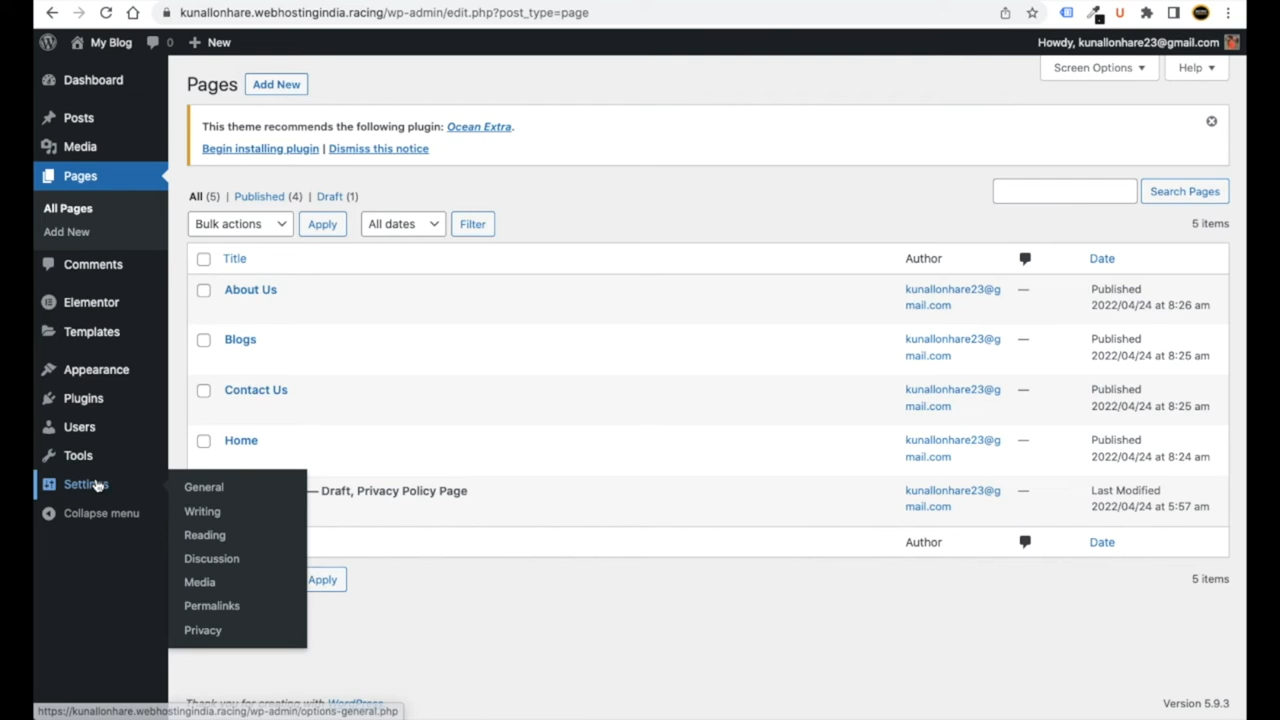 kunallonhare.webhostingindia.racing/wp-admin/edit.php?post_type=page
My Blog 0 New Howdy, kunallonhare23@gmail.com
Dashboard
Posts
Media
Pages
All Pages
Add New
Comments
Elementor
Templates
Appearance
Plugins
Users
Tools
Settings
Collapse menu
General
Writing
Reading
Discussion
Media
Permalinks
Privacy
Screen Options Help
Pages Add New
This theme recommends the following plugin: Ocean Extra.
Begin installing plugin | Dismiss this notice
All (5) | Published (4) | Draft (1)
Search Pages
Bulk actions Apply All dates Filter 5 items
Title Author Date
About Us kunallonhare23@g Published
mail.com 2022/04/24 at 8:26 am
Blogs kunallonhare23@g Published
mail.com 2022/04/24 at 8:25 am
Contact Us kunallonhare23@g Published
mail.com 2022/04/24 at 8:25 am
Home kunallonhare23@g Published
mail.com 2022/04/24 at 8:24 am
— Draft, Privacy Policy Page kunallonhare23@g Last Modified
mail.com 2022/04/24 at 5:57 am
Author Date
Apply 5 items
Thank you for creating with WordPress Version 5.9.3
https://kunallonhare.webhostingindia.racing/wp-admin/options-general.php